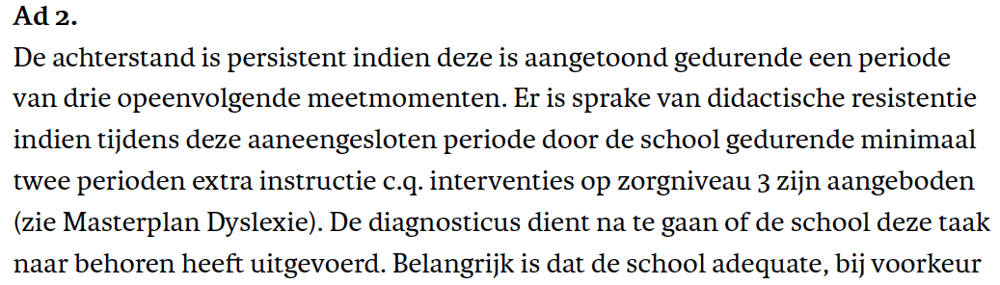 Ad 2.
De achterstand is persistent indien deze is aangetoond gedurende een periode
van drie opeenvolgende meetmomenten. Er is sprake van didactische resistentie
indien tijdens deze aaneengesloten periode door de school gedurende minimaal
twee perioden extra instructie c.q. interventies op zorgniveau 3 zijn aangeboden
(zie Masterplan Dyslexie). De diagnosticus dient na te gaan of de school deze taak
naar behoren heeft uitgevoerd. Belangrijk is dat de school adequate, bij voorkeur